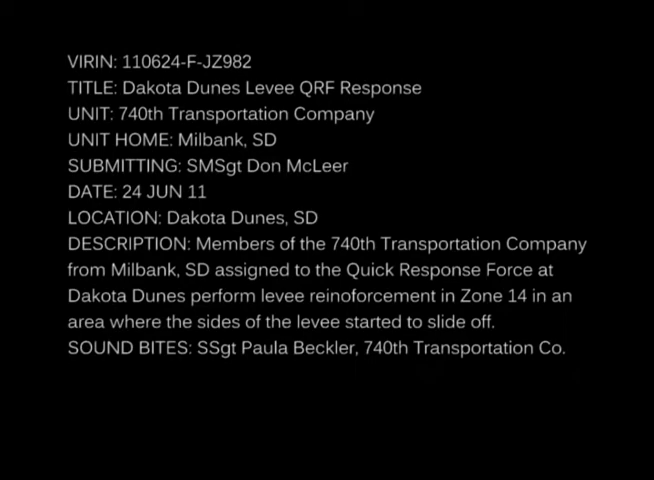 VIRIN: 110624-F-JZ982
TITLE: Dakota Dunes Levee QRF Response
UNIT: 740th Transportation Company
UNIT HOME: Milbank, SD
SUBMITTING: SMSgt Don McLeer
DATE: 24 JUN 11
LOCATION: Dakota Dunes, SD
DESCRIPTION: Members of the 740th Transportation Company
from Milbank, SD assigned to the Quick Response Force at
Dakota Dunes perform levee reinoforcement in Zone 14 in an
area where the sides of the levee started to slide off.
SOUND BITES: SSgt Paula Beckler, 740th Transportation Co.